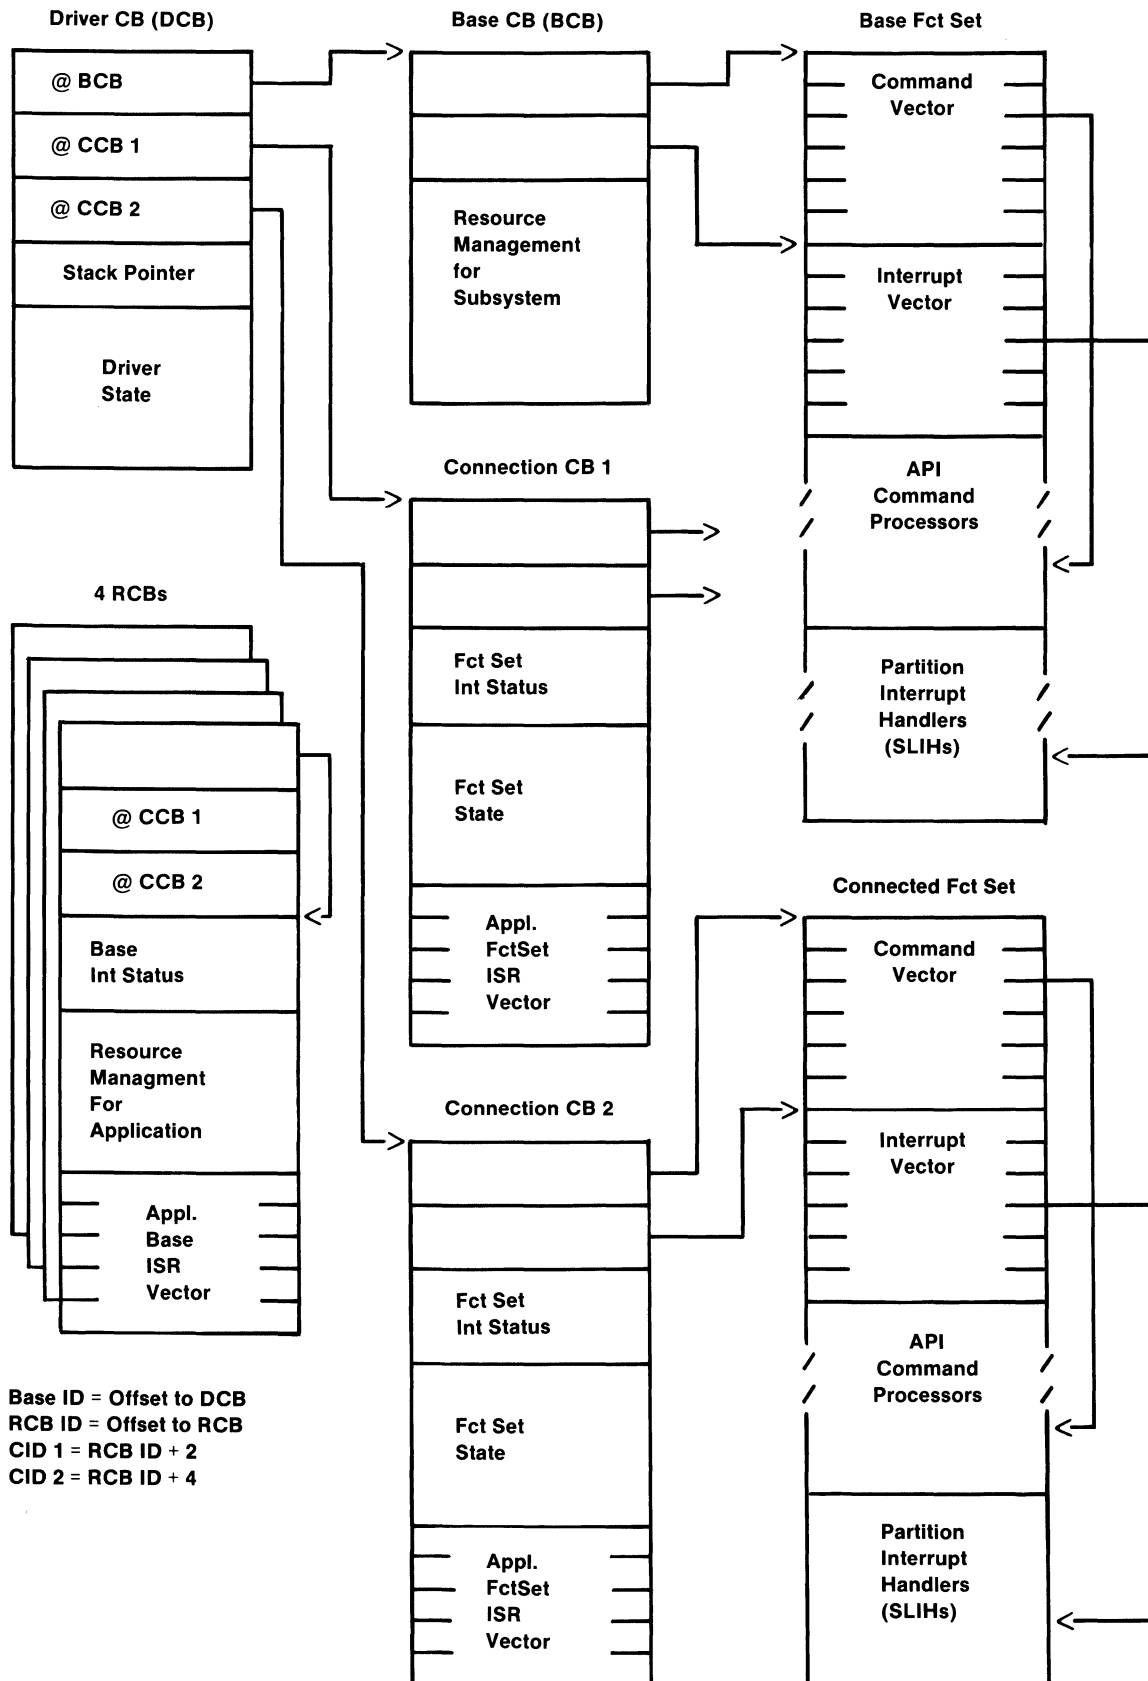 Driver CB (DCB)
@ BCB
@ CCB 1
@ CCB 2
Stack Pointer
Driver
State
4 RCBs
@ CCB 1
@ CCB 2
Base
Int Status
Resource
Managment
For
Application
Appl.
Base
ISR
Vector
Base ID = Offset to DCB
RCB ID = Offset to RCB
CID 1 = RCB ID + 2
CID 2 = RCB ID + 4
Base CB (BCB)
Resource
Management
for
Subsystem
Connection CB 1
Fct Set
Int Status
Fct Set
State
Appl.
FctSet
ISR
Vector
Connection CB 2
Fct Set
Int Status
Fct Set
State
Appl.
FctSet
ISR
Vector
Base Fct Set
Command
Vector
Interrupt
Vector
API
Command
Processors
Partition
Interrupt
Handlers
(SLIHs)
Connected Fct Set
Command
Vector
Interrupt
Vector
API
Command
Processors
Partition
Interrupt
Handlers
(SLIHs)